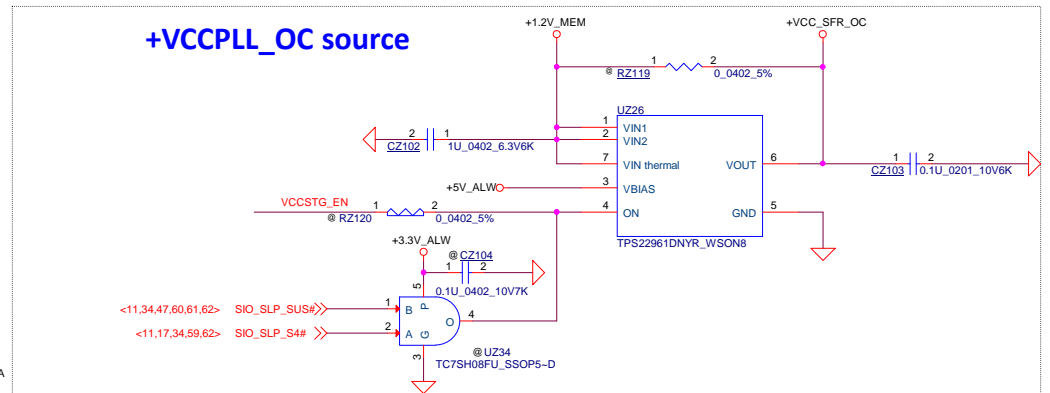 +VCCPLL_OC source
+1.2V_MEM
+VCC_SFR_OC
@ RZ119 1 2 0_0402_5%
UZ26
1 VIN1
2 VIN2
7 VIN thermal
VOUT 6
3 VBIAS
4 ON
GND 5
TPS22961DNYR_WSON8
2 1
CZ102 1U_0402_6.3V6K
1 2
CZ103 0.1U_0201_10V6K
+5V_ALW
VCCSTG_EN 1 2
@ RZ120 0_0402_5%
+3.3V_ALW
@ CZ104
1 2
0.1U_0402_10V7K
5
<11,34,47,60,61,62> SIO_SLP_SUS# 1 B P
O 4
<11,17,34,59,62> SIO_SLP_S4# 2 A G
3
@ UZ34
TC7SH08FU_SSOP5~D
A